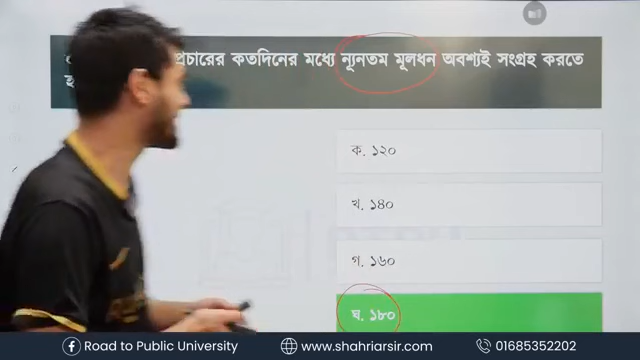 প্রচারের কতদিনের মধ্যে ন্যূনতম মূলধন অবশ্যই সংগ্রহ করতে
ক. ১২০
খ. ১৪০
গ. ১৬০
ঘ. ১৮০
Road to Public University
www.shahriarsir.com
01685352202